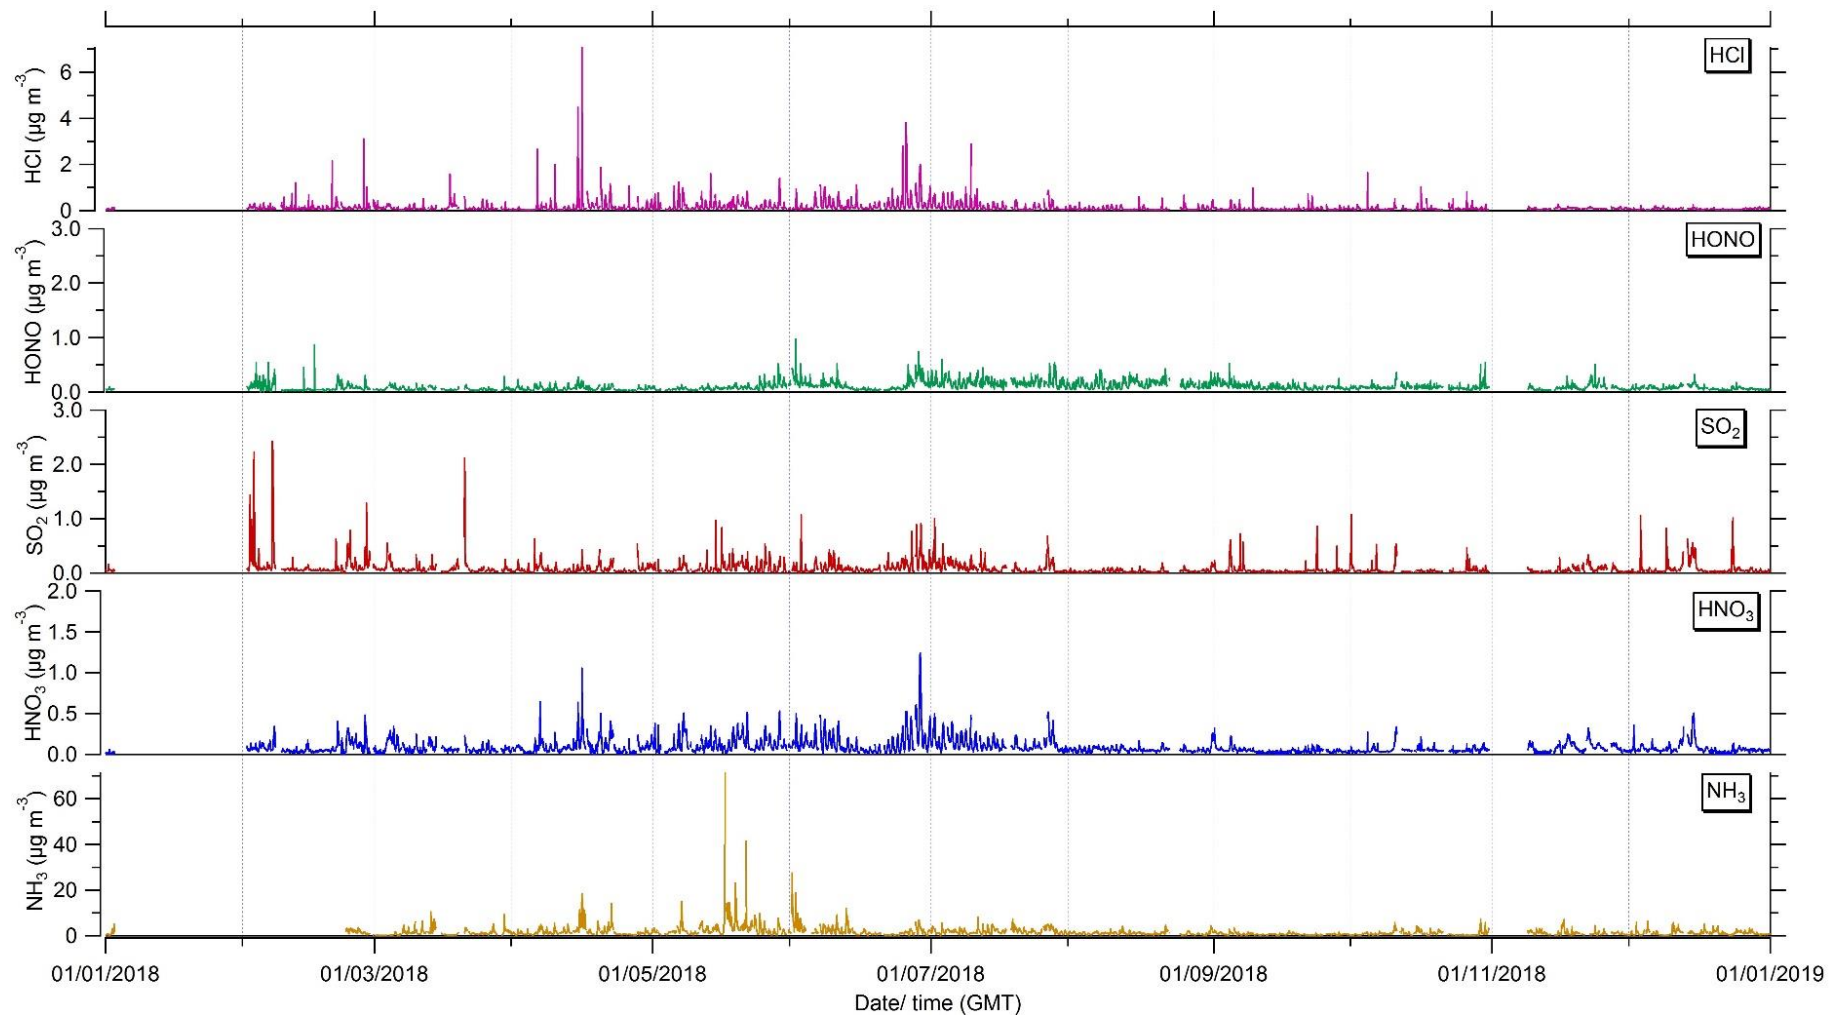 HCl (µg m⁻³)
6
4
2
0
HCl
HONO (µg m⁻³)
3.0
2.0
1.0
0.0
HONO
SO₂ (µg m⁻³)
3.0
2.0
1.0
0.0
SO₂
HNO₃ (µg m⁻³)
2.0
1.5
1.0
0.5
0.0
HNO₃
NH₃ (µg m⁻³)
60
40
20
0
NH₃
01/01/2018 01/03/2018 01/05/2018 01/07/2018 01/09/2018 01/11/2018 01/01/2019
Date/ time (GMT)